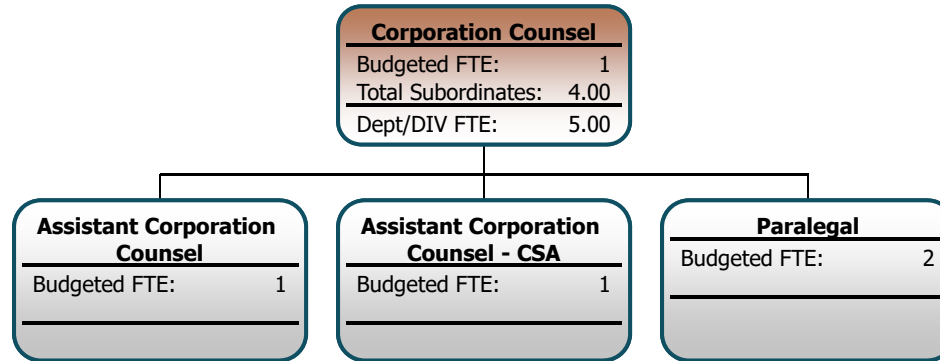 Corporation Counsel
Budgeted FTE: 1
Total Subordinates: 4.00
Dept/DIV FTE: 5.00
Assistant Corporation
Counsel
Budgeted FTE: 1
Assistant Corporation
Counsel - CSA
Budgeted FTE: 1
Paralegal
Budgeted FTE: 2